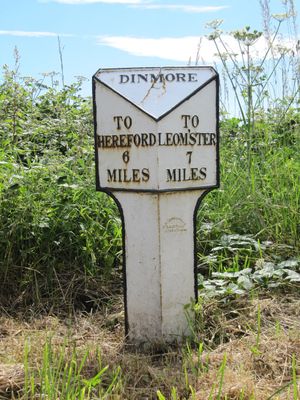 DINMORE
TO
HEREFORD
6
MILES
TO
LEOMSTER
7
MILES